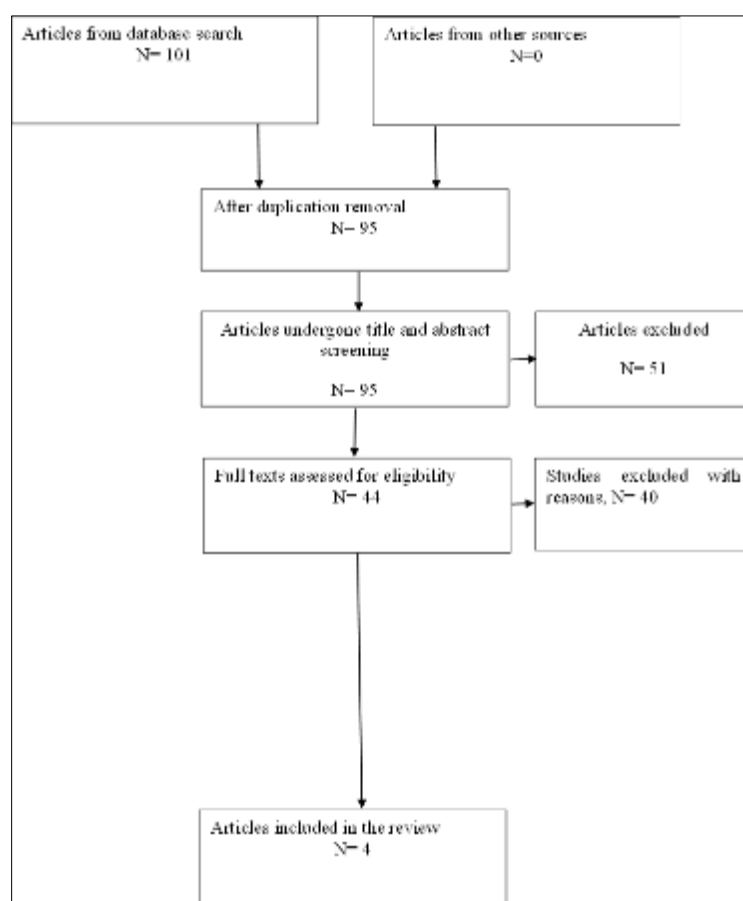 Articles from database search
N= 101
Articles from other sources
N=0
After duplication removal
N= 95
Articles undergone title and abstract
screening
N= 95
Articles excluded
N= 51
Full texts assessed for eligibility
N= 44
Studies excluded with
reasons, N= 40
Articles included in the review
N= 4